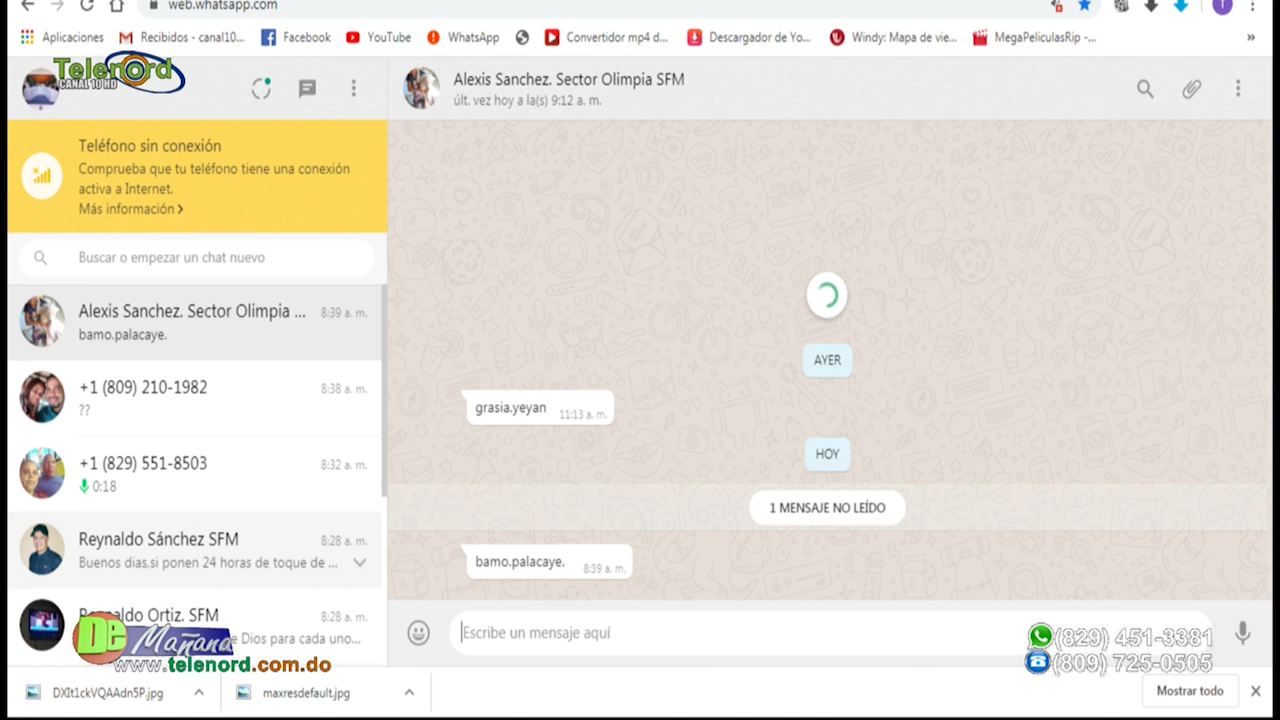 web.whatsapp.com
Aplicaciones
Recibidos - canal10...
Facebook
YouTube
WhatsApp
Convertidor mp4 d...
Descargador de Yo...
Windy: Mapa de vie...
MegaPeliculasRip -...
Telenord
CANAL 10 HD
Alexis Sanchez. Sector Olimpia SFM
últ. vez hoy a la(s) 9:12 a. m.
Teléfono sin conexión
Comprueba que tu teléfono tiene una conexión
activa a Internet.
Más información
Buscar o empezar un chat nuevo
Alexis Sanchez. Sector Olimpia ...
8:39 a. m.
bamo.palacaye.
+1 (809) 210-1982
8:38 a. m.
??
+1 (829) 551-8503
8:32 a. m.
0:18
Reynaldo Sánchez SFM
8:28 a. m.
Buenos dias,si ponen 24 horas de toque de ...
Reynaldo Ortiz. SFM
8:28 a. m.
e Dios para cada uno...
AYER
grasia.yeyan
11:13 a. m.
HOY
1 MENSAJE NO LEÍDO
bamo.palacaye.
8:39 a. m.
Escribe un mensaje aquí
De Mañana
www.telenord.com.do
(829) 451-3381
(809) 725-0505
DXIt1ckVQAAdn5P.jpg
maxresdefault.jpg
Mostrar todo